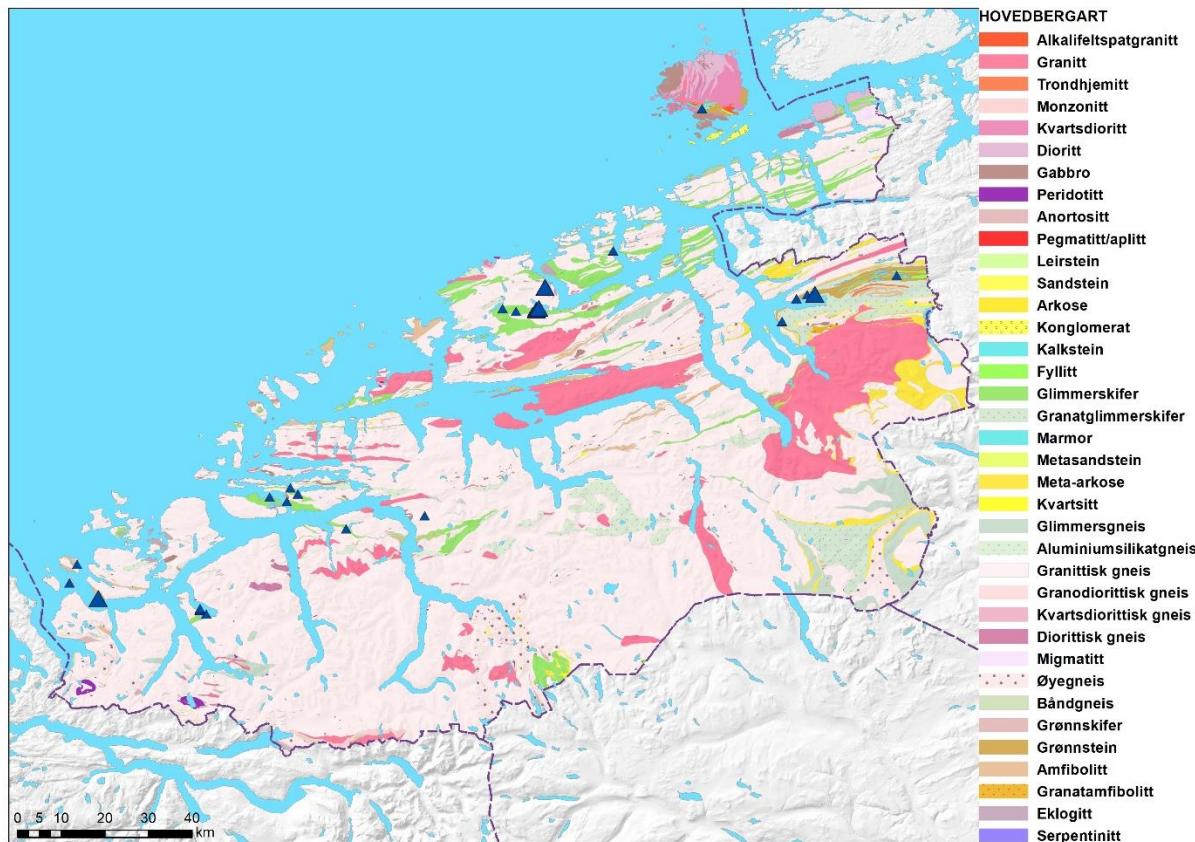 HOVEDBERGART
Alkalifeltspatgranitt
Granitt
Trondhjemitt
Monzonitt
Kvartsdioritt
Dioritt
Gabbro
Peridotitt
Anortositt
Pegmatitt/aplitt
Leirstein
Sandstein
Arkose
Konglomerat
Kalkstein
Fyllitt
Glimmerskifer
Granatglimmerskifer
Marmor
Metasandstein
Meta-arkose
Kvartsitt
Glimmersgneis
Aluminiumsilikatgneis
Granittisk gneis
Granodiorittisk gneis
Kvartsdiorittisk gneis
Diorittisk gneis
Migmatitt
Øyegneis
Båndgneis
Grønnskifer
Grønnstein
Amfibolitt
Granatamfibolitt
Eklogitt
Serpentinitt
0 5 10 20 30 40
km